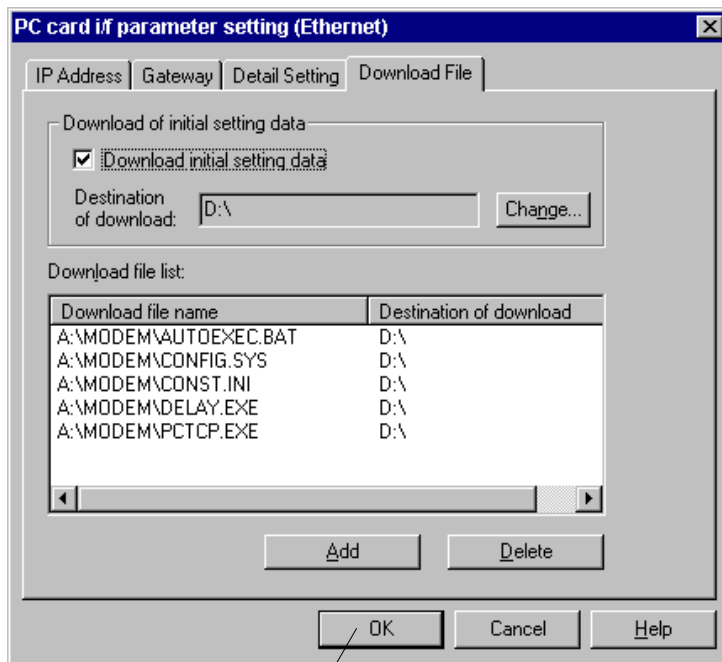 PC card i/f parameter setting (Ethernet)
IP Address Gateway Detail Setting Download File
Download of initial setting data
Download initial setting data
Destination
of download: D:\ Change...
Download file list:
Download file name Destination of download
A:\MODEM\AUTOEXEC.BAT D:\
A:\MODEM\CONFIG.SYS D:\
A:\MODEM\CONST.INI D:\
A:\MODEM\DELAY.EXE D:\
A:\MODEM\PCTCP.EXE D:\
Add Delete
OK Cancel Help